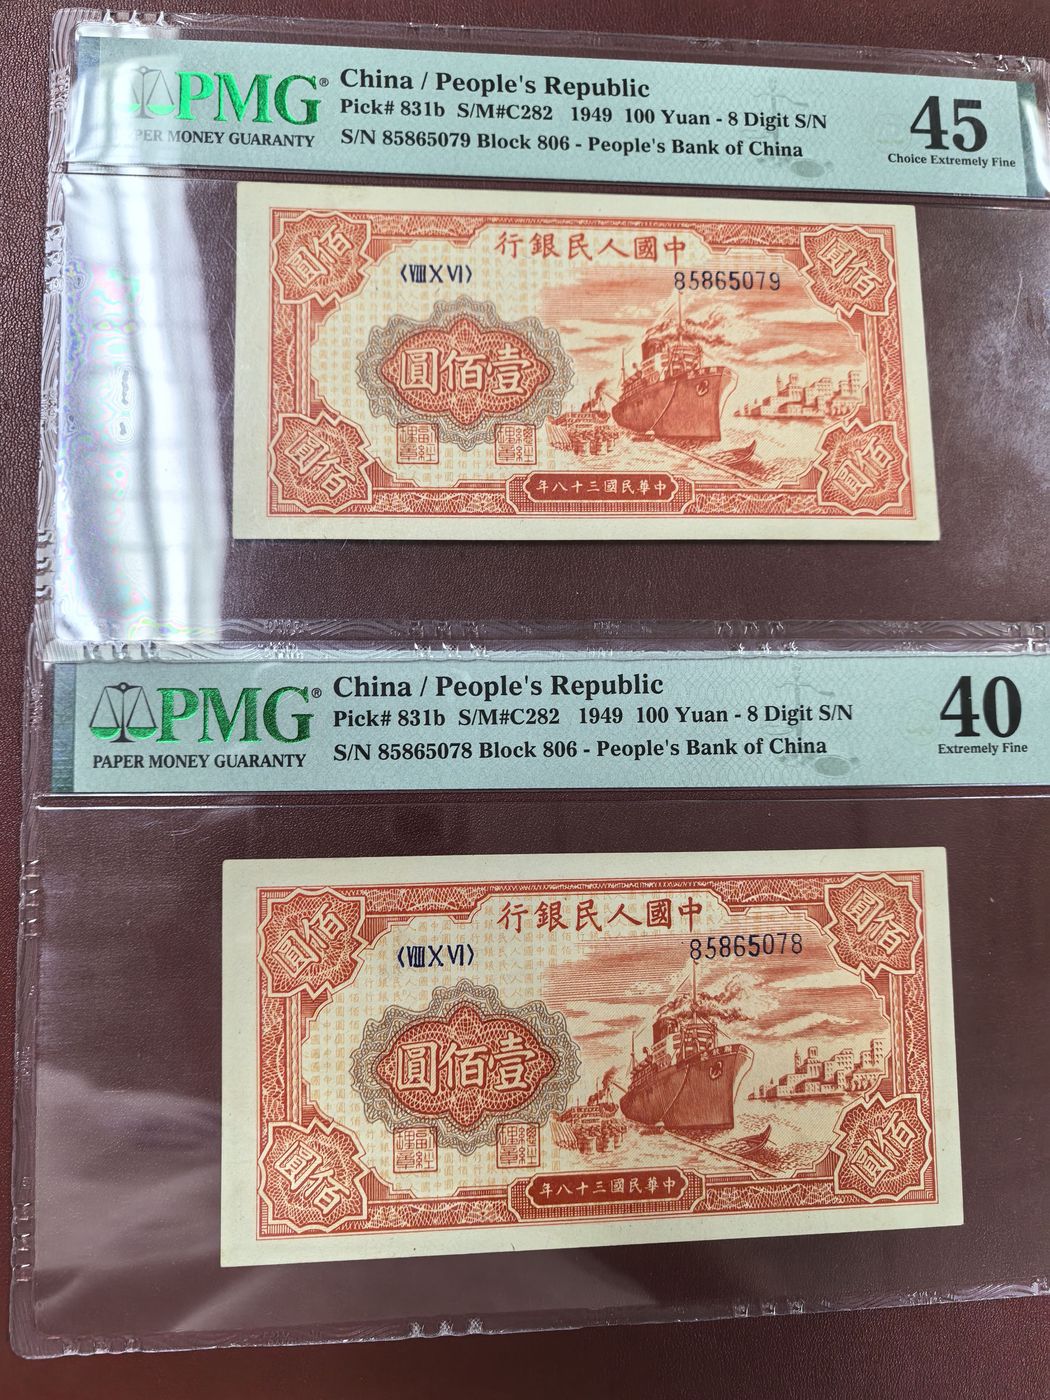 PMG®
PER MONEY GUARANTY
China / People's Republic
Pick# 831b S/M#C282 1949 100 Yuan - 8 Digit S/N
S/N 85865079 Block 806 - People's Bank of China
45
Choice Extremely Fine
行銀民人國中
〈VIII X VI〉
85865079
佰圓
佰圓
圓佰壹
佰圓
佰圓
年八十三國民華中
PMG®
PAPER MONEY GUARANTY
China / People's Republic
Pick# 831b S/M#C282 1949 100 Yuan - 8 Digit S/N
S/N 85865078 Block 806 - People's Bank of China
40
Extremely Fine
行銀民人國中
〈VIII X VI〉
85865078
佰圓
佰圓
圓佰壹
佰圓
佰圓
年八十三國民華中